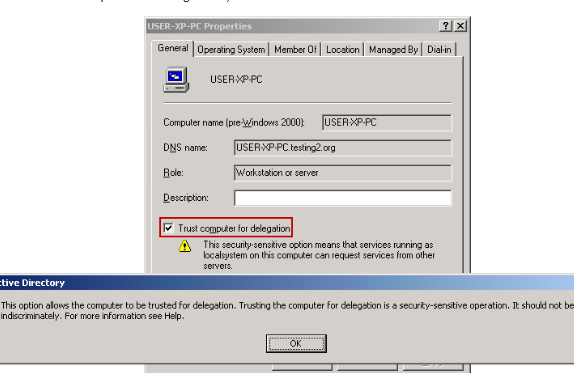 USER-XP-PC Properties
General Operating System Member Of Location Managed By Dial-in
USER-XP-PC
Computer name (pre-Windows 2000): USER-XP-PC
DNS name: USER-XP-PC.testing2.org
Role: Workstation or server
Description:
Trust computer for delegation
This security-sensitive option means that services running as
localsystem on this computer can request services from other
servers.
ctive Directory
This option allows the computer to be trusted for delegation. Trusting the computer for delegation is a security-sensitive operation. It should not be
indiscriminately. For more information see Help.
OK